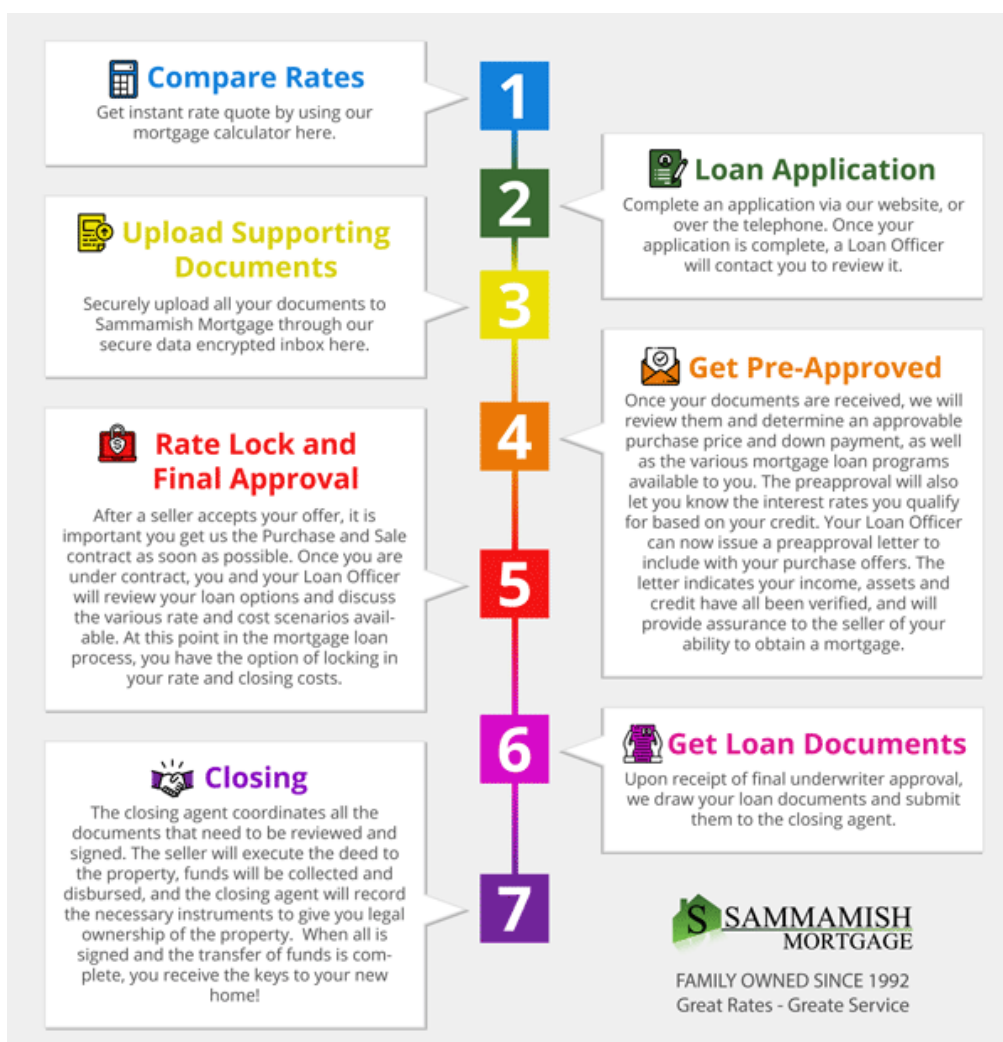 Compare Rates
Get instant rate quote by using our
mortgage calculator here.
1
2
Loan Application
Complete an application via our website, or
over the telephone. Once your
application is complete, a Loan Officer
will contact you to review it.
Upload Supporting
Documents
Securely upload all your documents to
Sammamish Mortgage through our
secure data encrypted inbox here.
3
4
Get Pre-Approved
Once your documents are received, we will
review them and determine an approvable
purchase price and down payment, as well
as the various mortgage loan programs
available to you. The preapproval will also
let you know the interest rates you qualify
for based on your credit. Your Loan Officer
can now issue a preapproval letter to
include with your purchase offers. The
letter indicates your income, assets and
credit have all been verified, and will
provide assurance to the seller of your
ability to obtain a mortgage.
Rate Lock and
Final Approval
After a seller accepts your offer, it is
important you get us the Purchase and Sale
contract as soon as possible. Once you are
under contract, you and your Loan Officer
will review your loan options and discuss
the various rate and cost scenarios avail-
able. At this point in the mortgage loan
process, you have the option of locking in
your rate and closing costs.
5
6
Get Loan Documents
Upon receipt of final underwriter approval,
we draw your loan documents and submit
them to the closing agent.
Closing
The closing agent coordinates all the
documents that need to be reviewed and
signed. The seller will execute the deed to
the property, funds will be collected and
disbursed, and the closing agent will record
the necessary instruments to give you legal
ownership of the property. When all is
signed and the transfer of funds is com-
plete, you receive the keys to your new
home!
7
S SAMMAMISH
MORTGAGE
FAMILY OWNED SINCE 1992
Great Rates - Greate Service